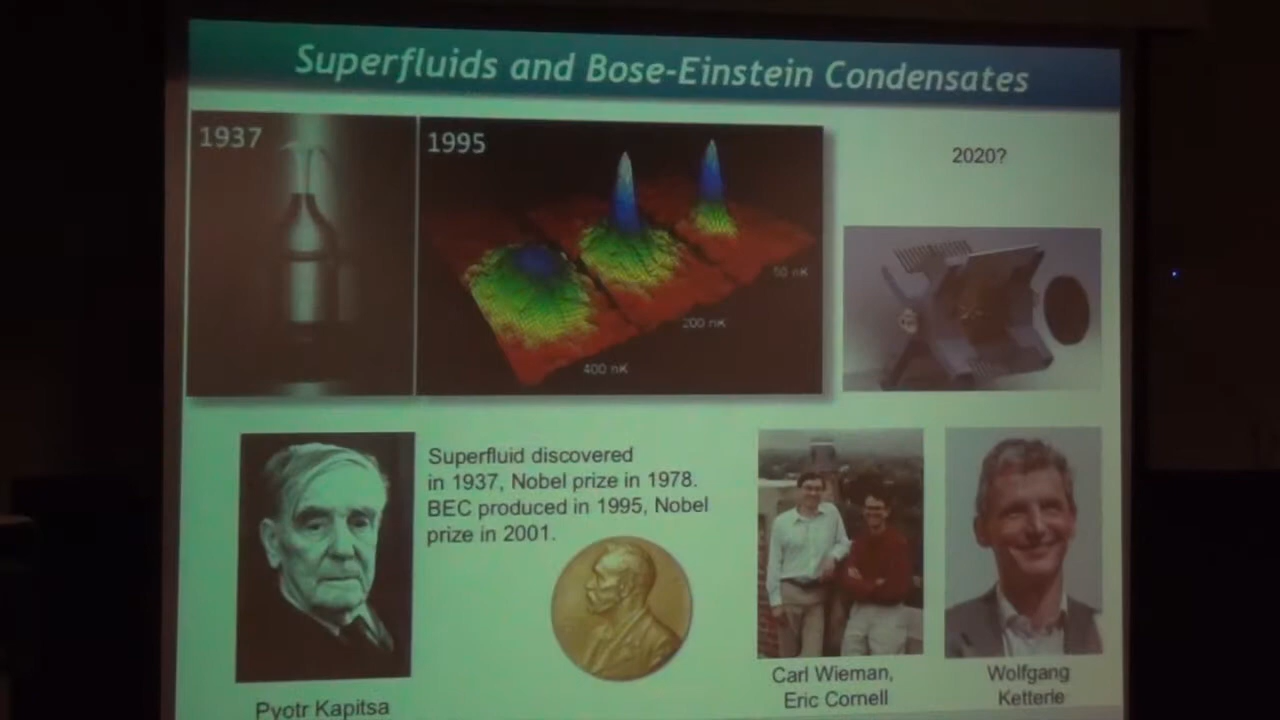 Superfluids and Bose-Einstein Condensates
1937
1995
2020?
50 nK
200 nK
400 nK
Superfluid discovered
in 1937, Nobel prize in 1978.
BEC produced in 1995, Nobel
prize in 2001.
Pyotr Kapitsa
Carl Wieman,
Eric Cornell
Wolfgang
Ketterle